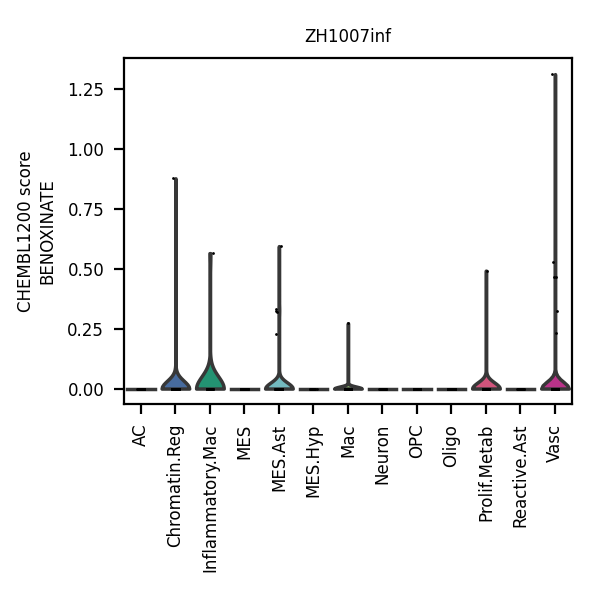 ZH1007inf
CHEMBL1200 score
BENOXINATE
1.25
1.00
0.75
0.50
0.25
0.00
AC
Chromatin.Reg
Inflammatory.Mac
MES
MES.Ast
MES.Hyp
Mac
Neuron
OPC
Oligo
Prolif.Metab
Reactive.Ast
Vasc